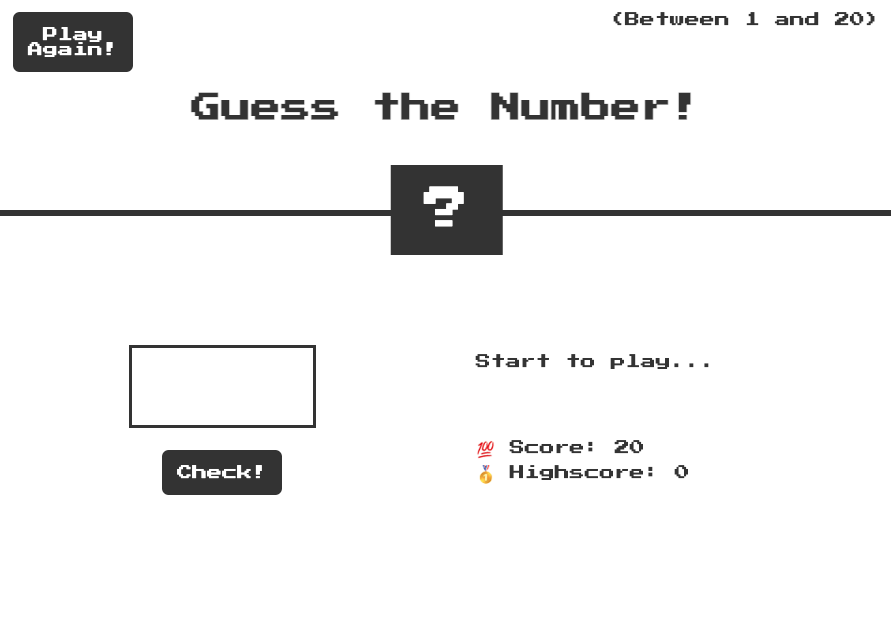 Play
Again!
(Between 1 and 20)
Guess the Number!
?
Start to play...
💯 Score: 20
🥇 Highscore: 0
Check!